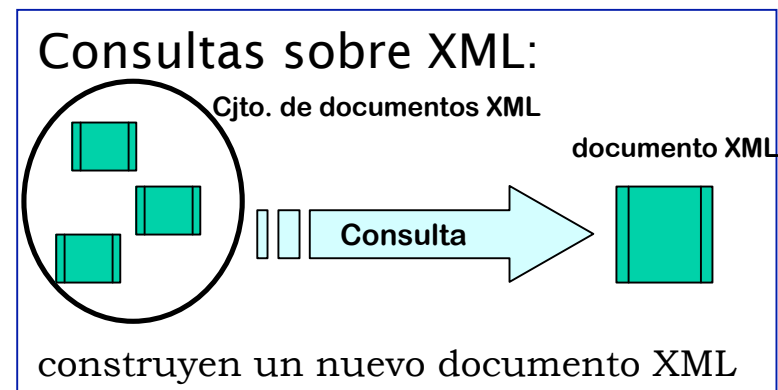 Consultas sobre XML:
Cjto. de documentos XML
documento XML
Consulta
construyen un nuevo documento XML